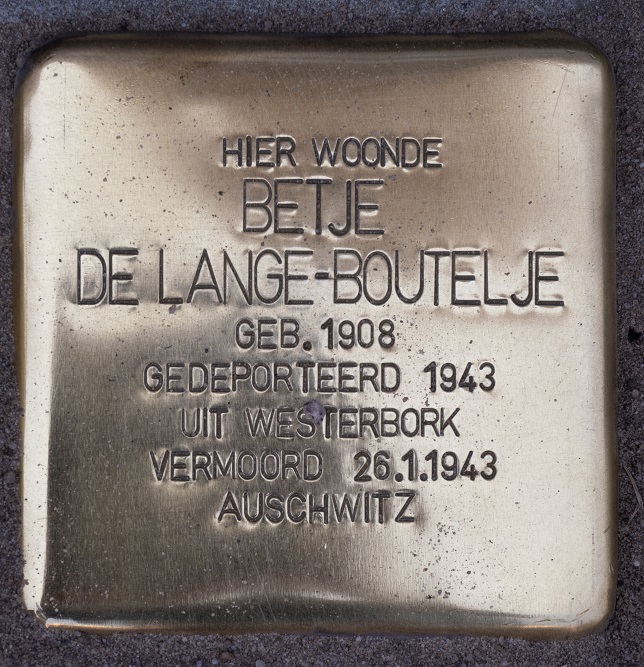 HIER WOONDE
BETJE
DE LANGE-BOUTELJE
GEB. 1908
GEDEPORTEERD 1943
UIT WESTERBORK
VERMOORD 26.1.1943
AUSCHWITZ